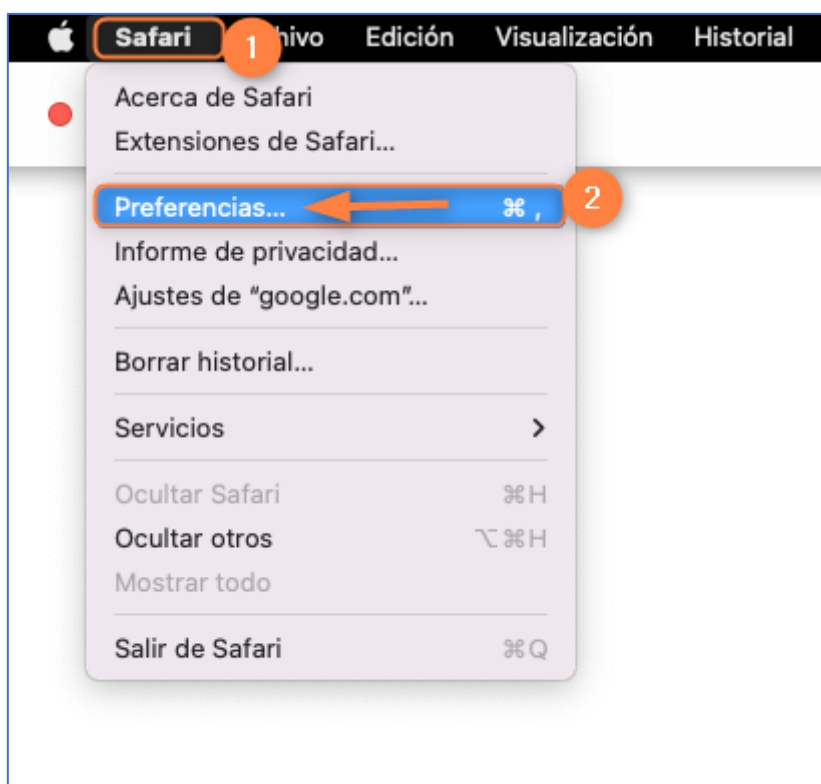 Safari 1 hivo Edición Visualización Historial
Acerca de Safari
Extensiones de Safari...
Preferencias... ⌘ , 2
Informe de privacidad...
Ajustes de “google.com”...
Borrar historial...
Servicios
Ocultar Safari ⌘H
Ocultar otros ⌥⌘H
Mostrar todo
Salir de Safari ⌘Q